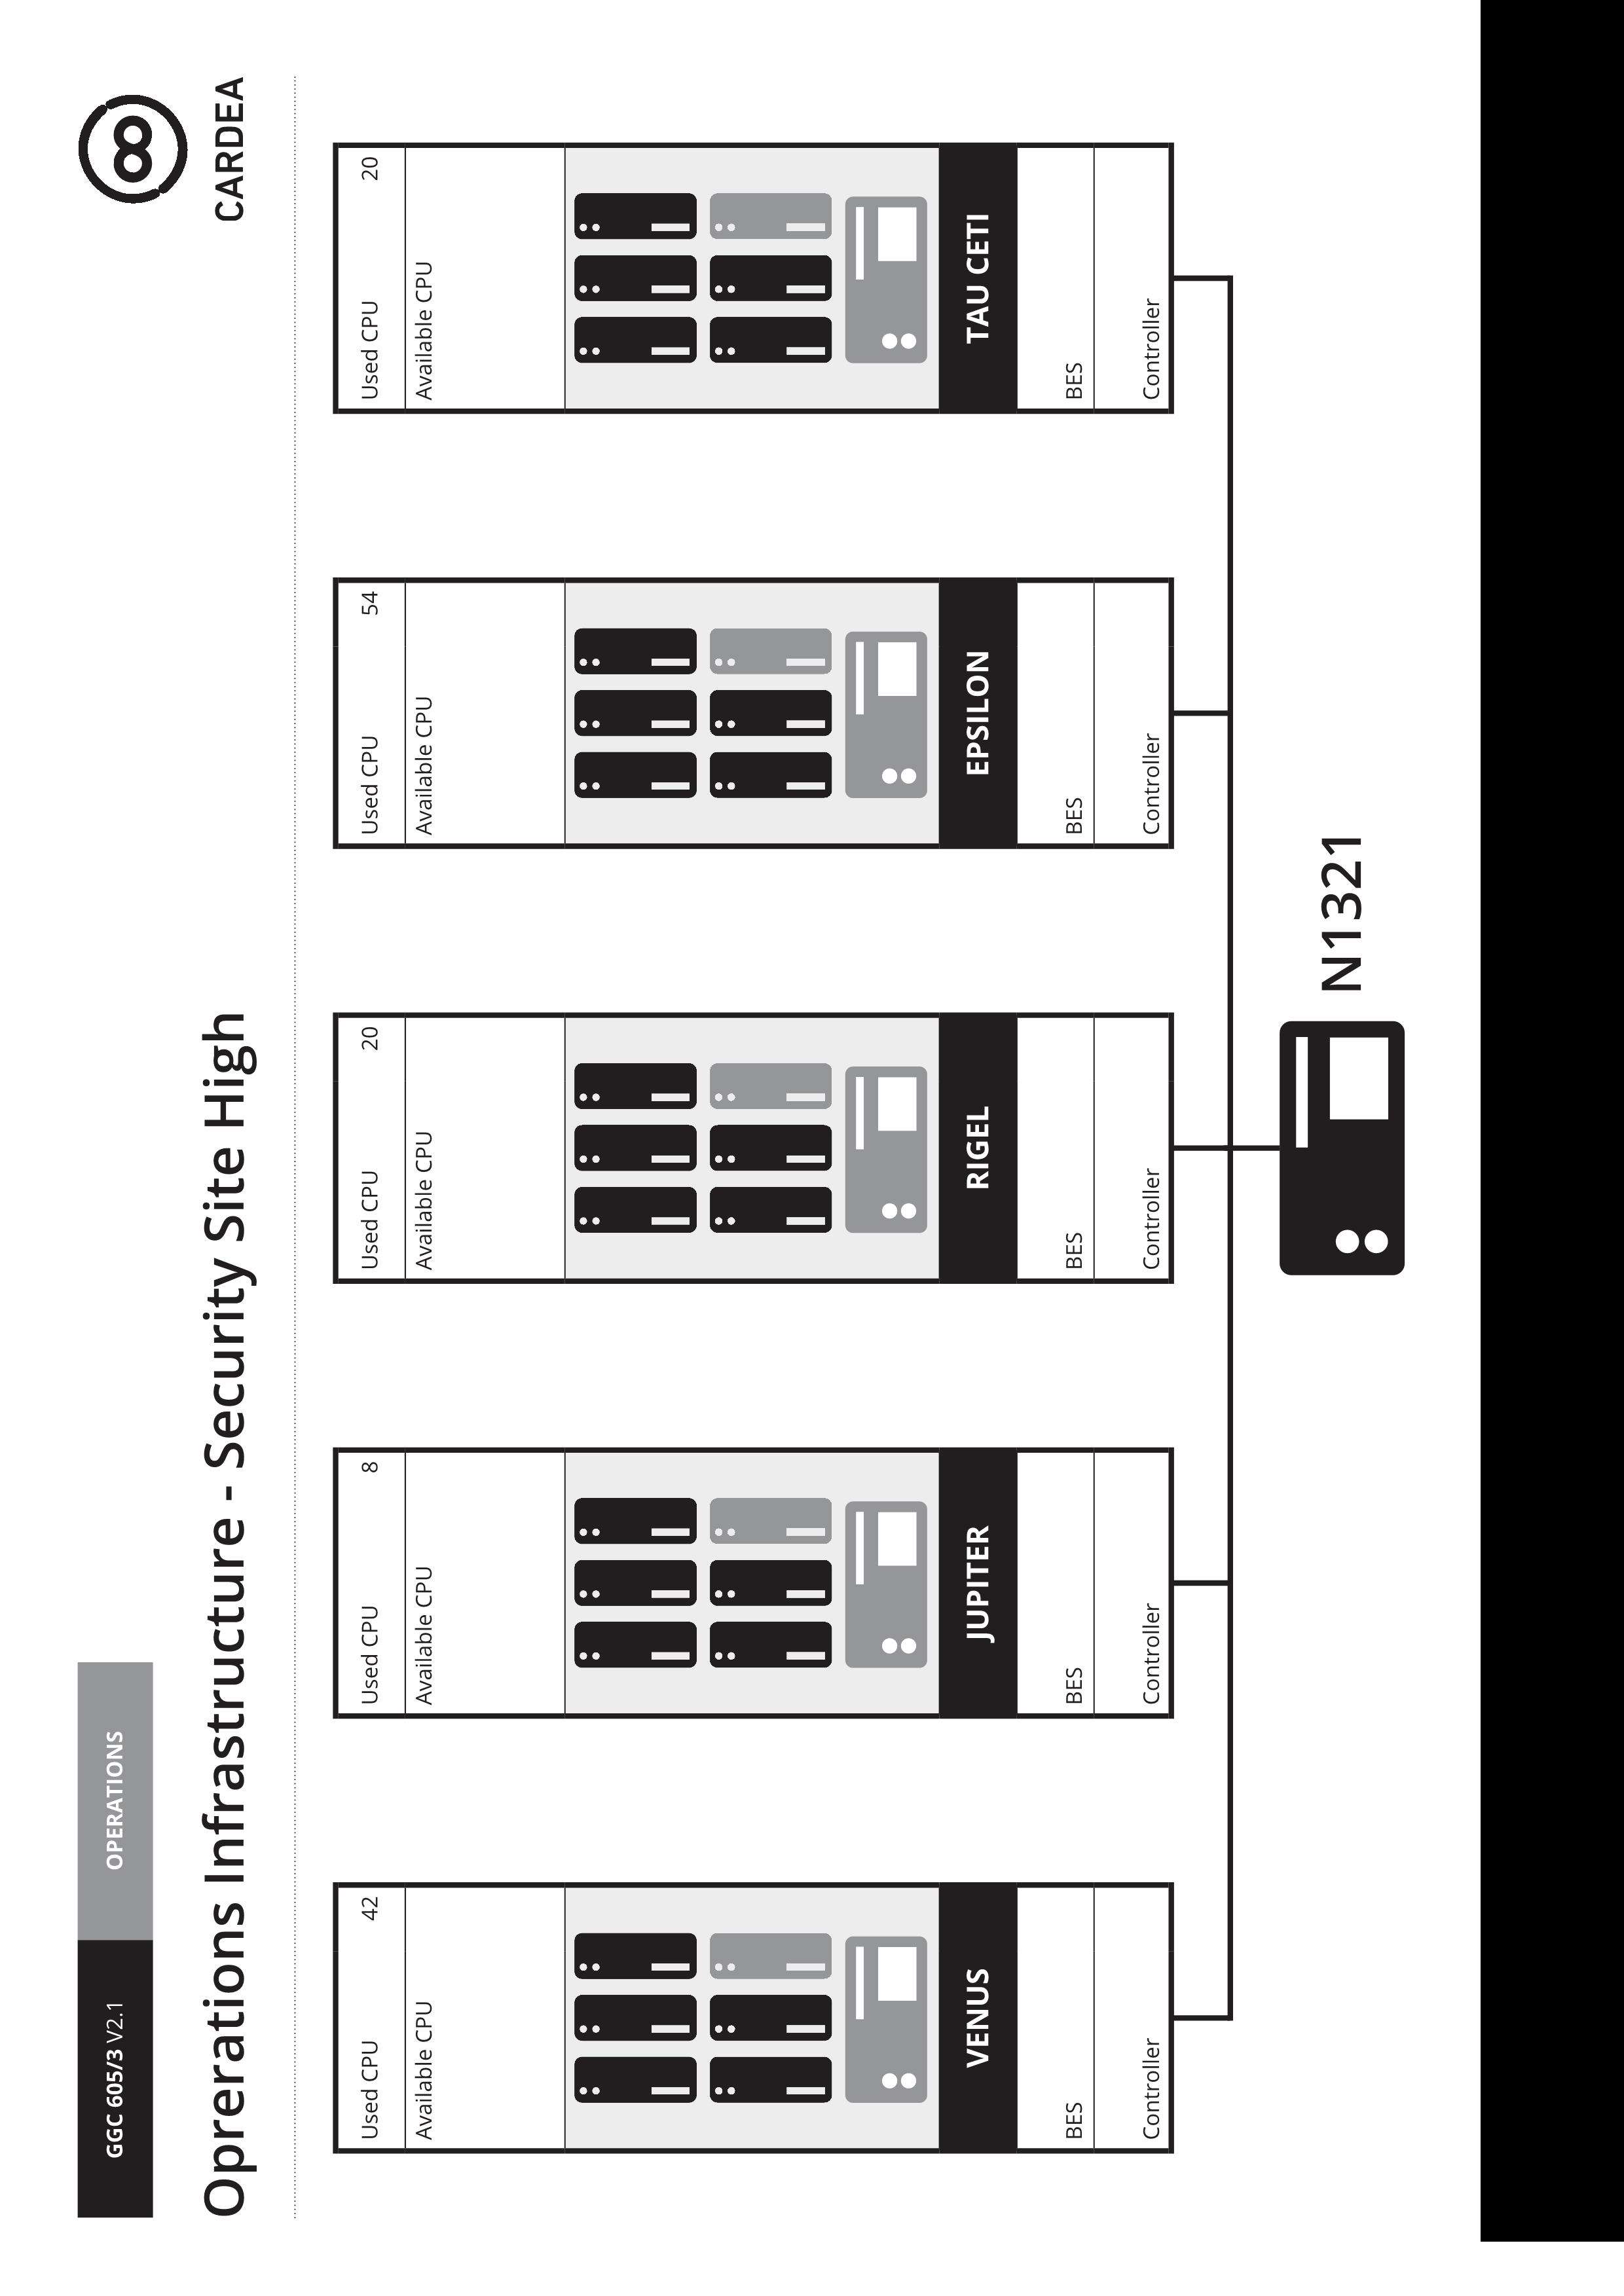 GGC 605/3 V2.1
OPERATIONS
CARDEA
Oprerations Infrastructure - Security Site High
Used CPU 42
Available CPU
VENUS
BES
Controller
Used CPU 8
Available CPU
JUPITER
BES
Controller
Used CPU 20
Available CPU
RIGEL
BES
Controller
Used CPU 54
Available CPU
EPSILON
BES
Controller
Used CPU 20
Available CPU
TAU CETI
BES
Controller
N1321